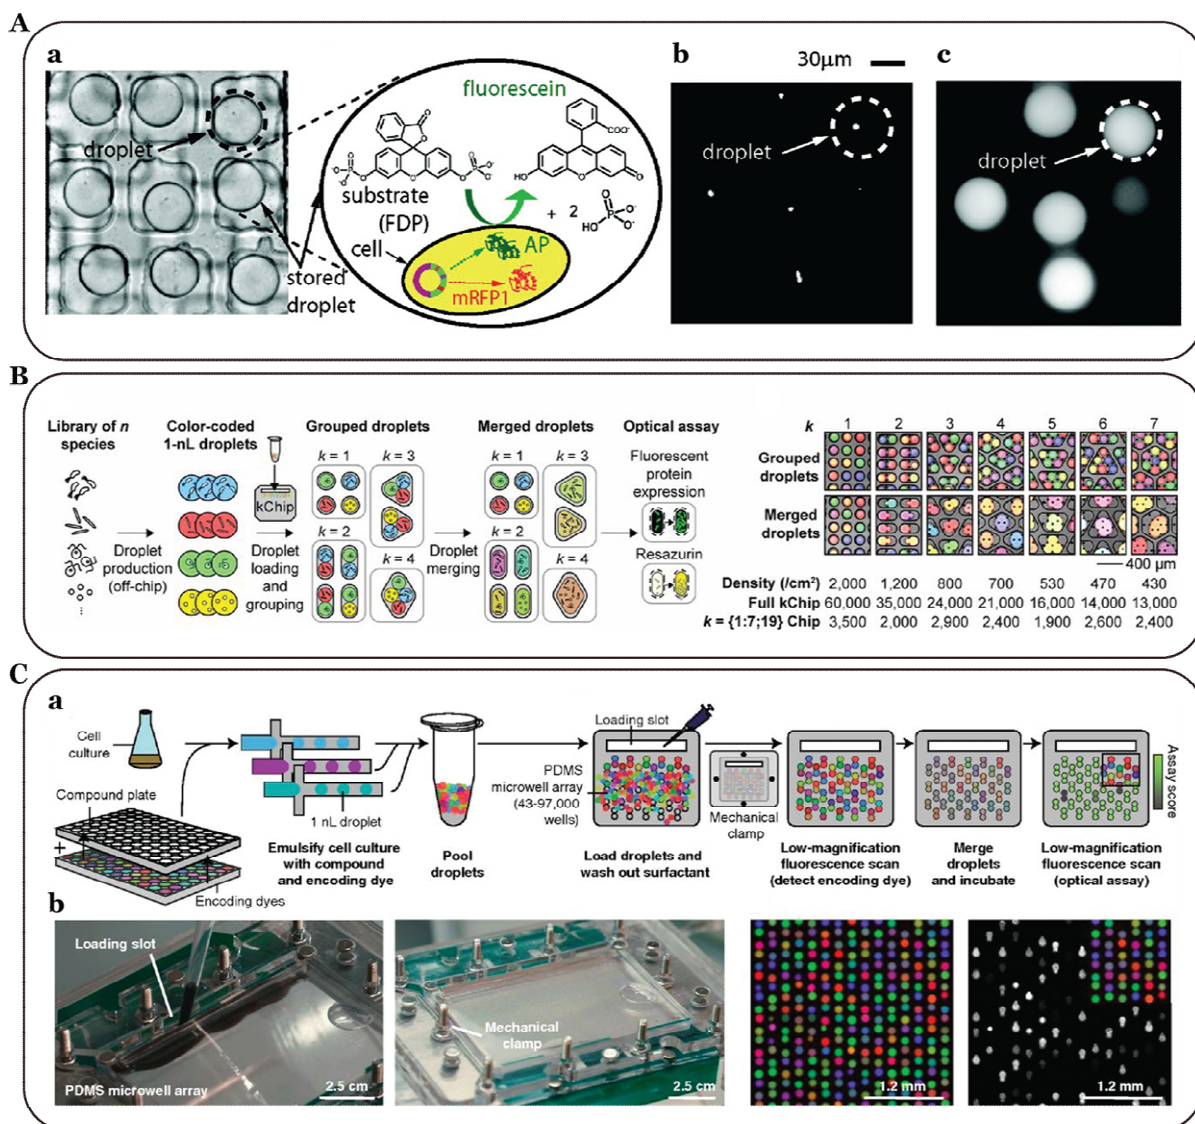 A
a
droplet
stored
droplet
fluorescein
COO-
HO
O
substrate
(FDP)
+ 2
HO
cell
AP
mRFP1
b
30μm
droplet
c
droplet
B
Library of n
species
Color-coded
1-nL droplets
kChip
Grouped droplets
k = 1
k = 3
k = 2
k = 4
Merged droplets
k = 1
k = 3
k = 2
k = 4
Optical assay
Fluorescent
protein
expression
Resazurin
Droplet
production
(off-chip)
Droplet
loading
and
grouping
Droplet
merging
k 1 2 3 4 5 6 7
Grouped
droplets
Merged
droplets
400 μm
Density (/cm²) 2,000 1,200 800 700 530 470 430
Full kChip 60,000 35,000 24,000 21,000 16,000 14,000 13,000
k = {1:7;19} Chip 3,500 2,000 2,900 2,400 1,900 2,600 2,400
C
a
Cell
culture
Compound plate
+
Encoding dyes
1 nL droplet
Emulsify cell culture
with compound
and encoding dye
Pool
droplets
Loading slot
PDMS
microwell array
(43-97,000
wells)
Load droplets and
wash out surfactant
Mechanical
clamp
Low-magnification
fluorescence scan
(detect encoding dye)
Merge
droplets
and incubate
Low-magnification
fluorescence scan
(optical assay)
Assay score
b
Loading slot
PDMS microwell array
2.5 cm
Mechanical
clamp
2.5 cm
1.2 mm
1.2 mm